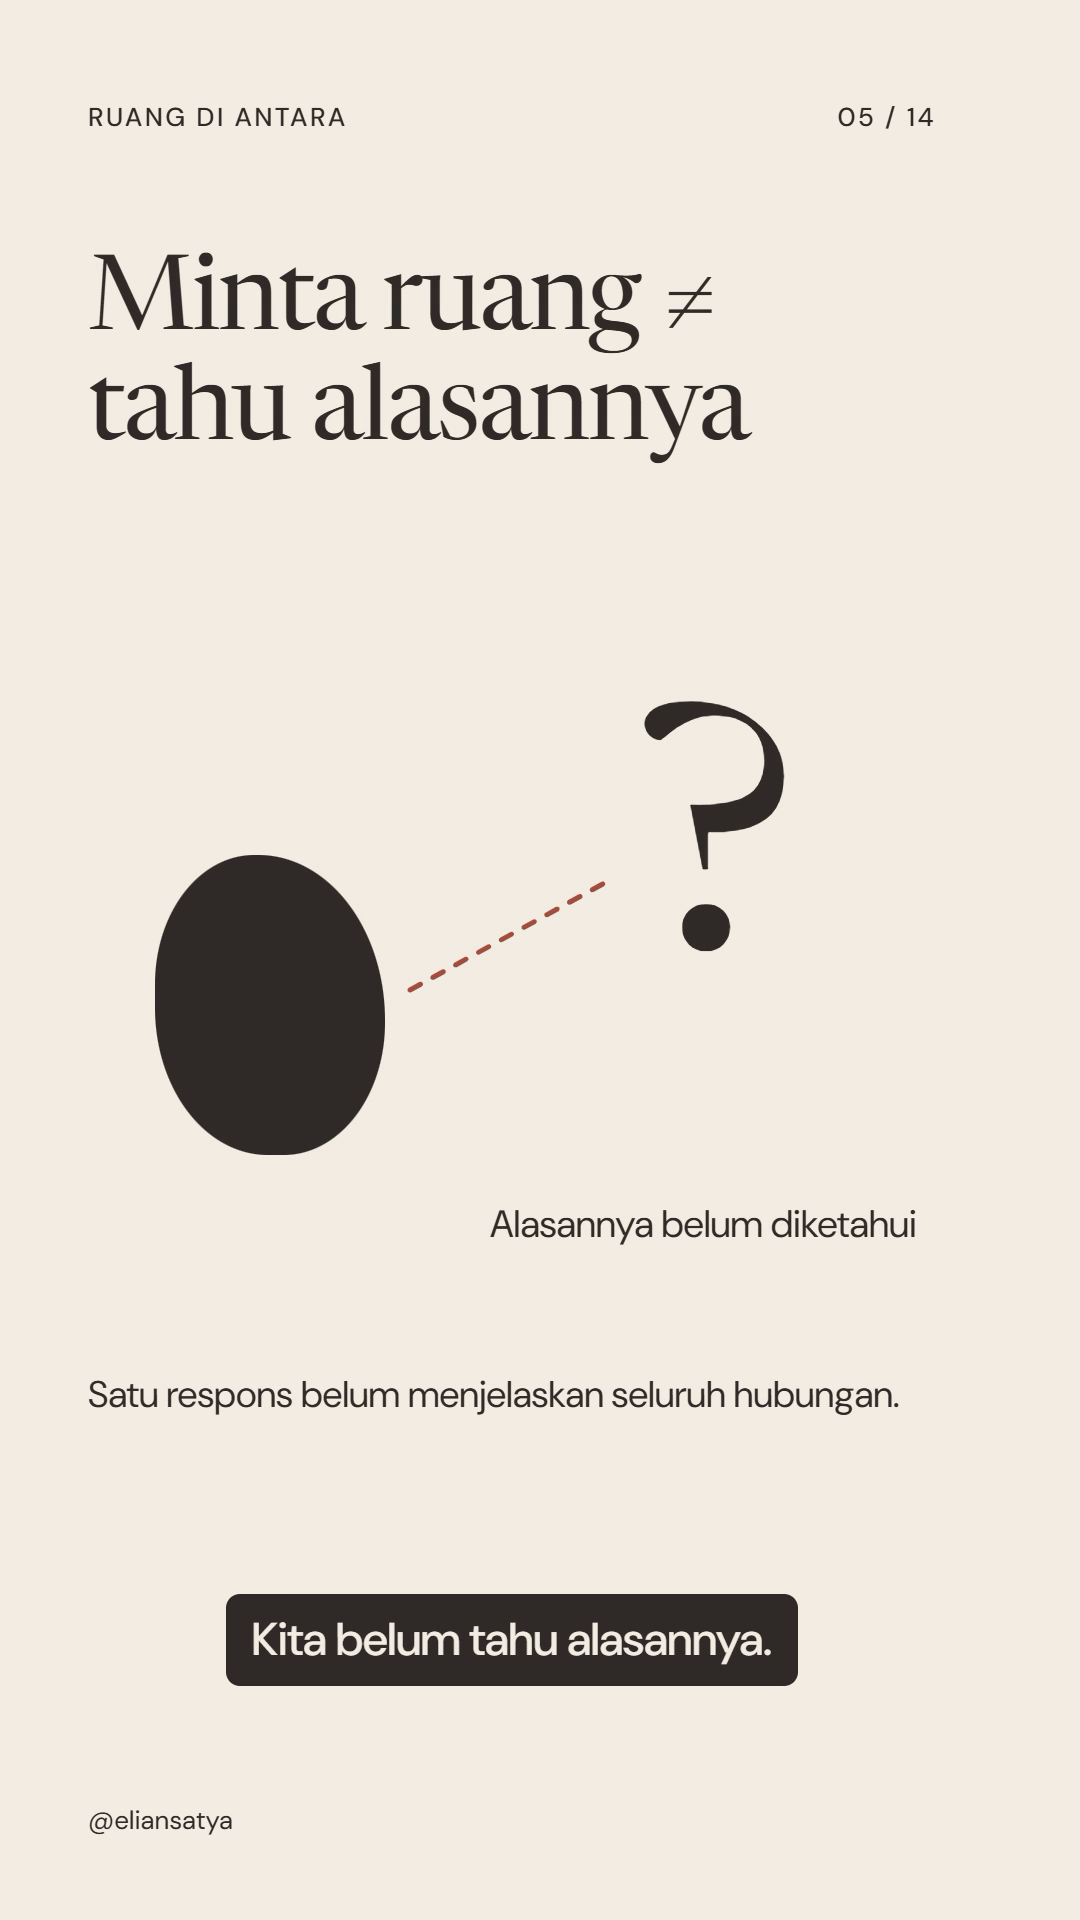 RUANG DI ANTARA
05 / 14
Minta ruang ≠
tahu alasannya
?
Alasannya belum diketahui
Satu respons belum menjelaskan seluruh hubungan.
Kita belum tahu alasannya.
@eliansatya